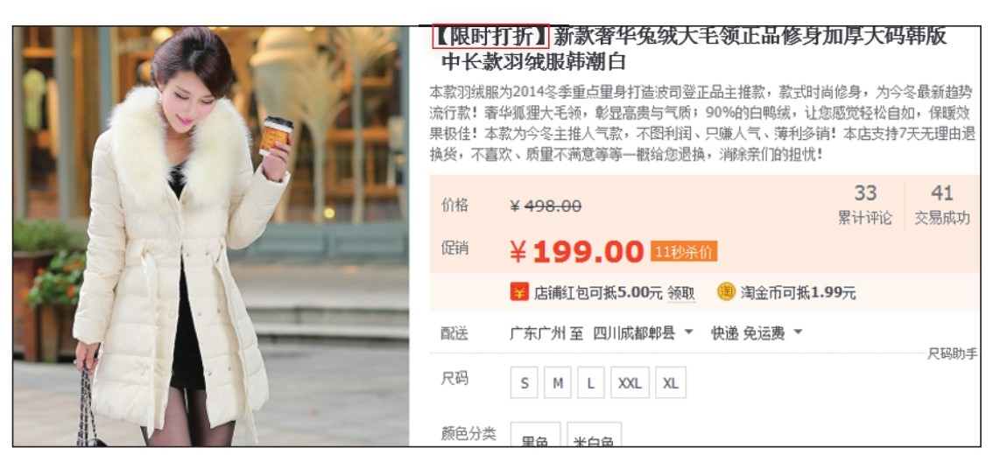 【限时打折】新款奢华兔绒大毛领正品修身加厚大码韩版
中长款羽绒服韩潮白
本款羽绒服为2014冬季重点量身打造波司登正品主推款，款式时尚修身，为今冬最新趋势
流行款！奢华狐狸大毛领，彰显高贵与气质；90%的白鸭绒，让您感觉轻松自如，保暖效
果极佳！本款为今冬主推人气款，不图利润、只赚人气、薄利多销！本店支持7天无理由退
换货，不喜欢、质量不满意等等一概给您退换，消除亲们的担忧！
价格 ¥ 498.00 33 41
累计评论 交易成功
促销 ¥ 199.00 11秒杀价
¥ 店铺红包可抵5.00元 领取 淘 淘金币可抵1.99元
配送 广东广州 至 四川成都郫县 快递 免运费
尺码助手
尺码 S M L XXL XL
颜色分类 黑色 米白色